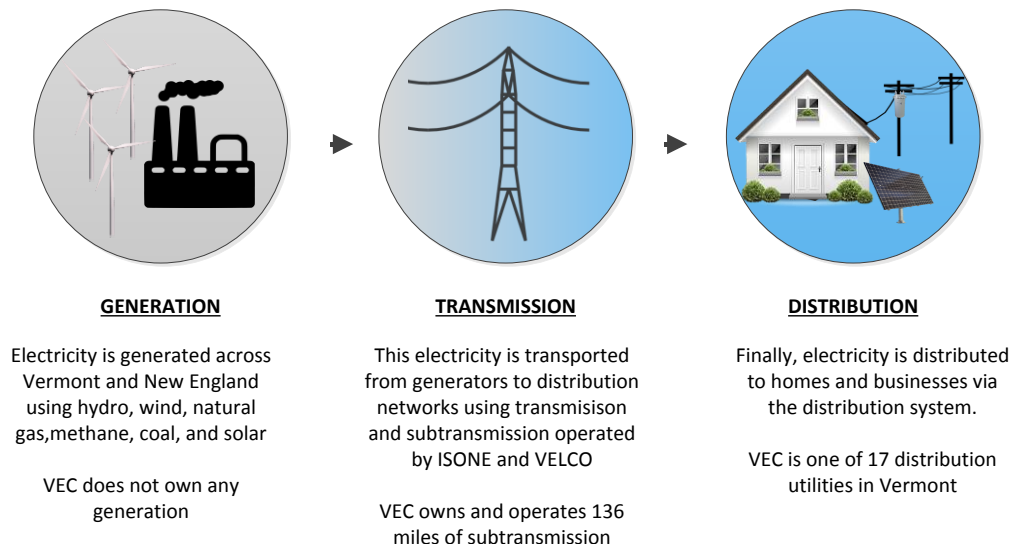 GENERATION
Electricity is generated across
Vermont and New England
using hydro, wind, natural
gas,methane, coal, and solar
VEC does not own any
generation
TRANSMISSION
This electricity is transported
from generators to distribution
networks using transmisison
and subtransmission operated
by ISONE and VELCO
VEC owns and operates 136
miles of subtransmission
DISTRIBUTION
Finally, electricity is distributed
to homes and businesses via
the distribution system.
VEC is one of 17 distribution
utilities in Vermont